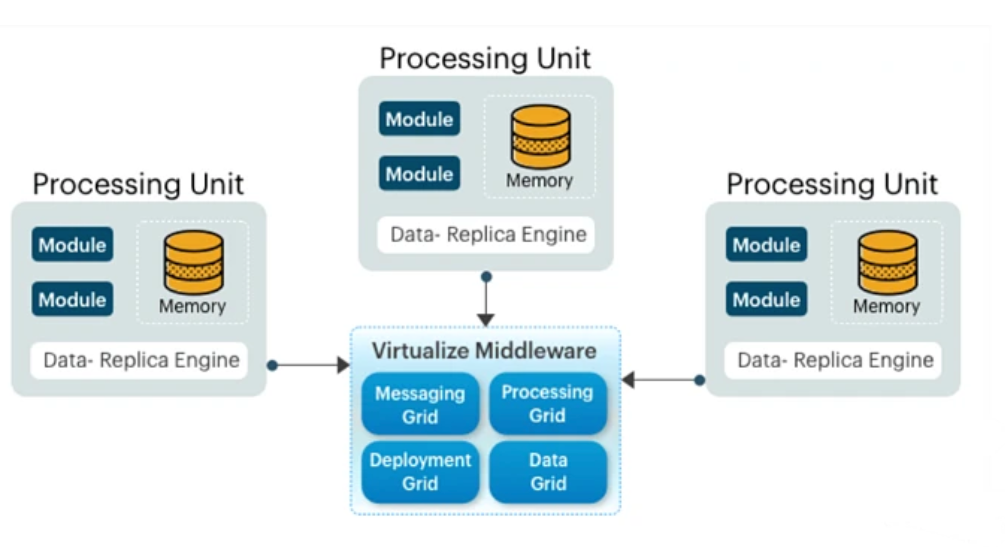 Processing Unit
Module
Module
Memory
Data- Replica Engine
Processing Unit
Module
Module
Memory
Data- Replica Engine
Processing Unit
Module
Module
Memory
Data- Replica Engine
Virtualize Middleware
Messaging
Grid
Processing
Grid
Deployment
Grid
Data
Grid